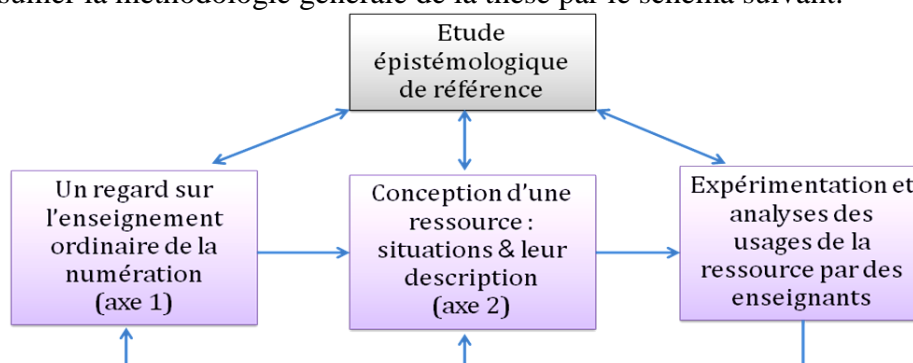 sumer la méthodologie générale de la thèse par le schéma suivant.
Etude
épistémologique
de référence
Un regard sur
l'enseignement
ordinaire de la
numération
(axe 1)
Conception d'une
ressource :
situations & leur
description
(axe 2)
Expérimentation et
analyses des
usages de la
ressource par des
enseignants